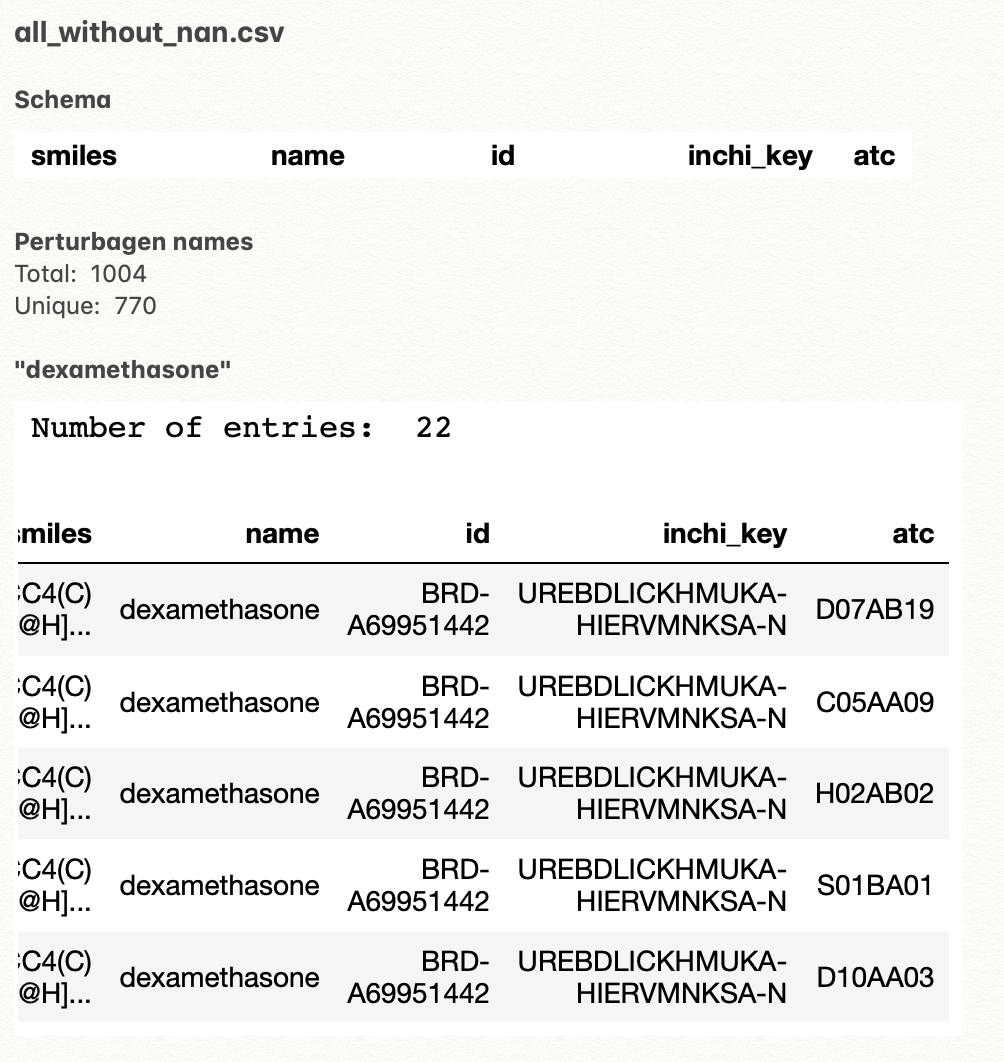 all_without_nan.csv
Schema
smiles name id inchi_key atc
Perturbagen names
Total: 1004
Unique: 770
"dexamethasone"
Number of entries: 22
miles name id inchi_key atc
C4(C) dexamethasone BRD- UREBDLICKHMUKA- D07AB19
@H]... A69951442 HIERVMNKSA-N
C4(C) dexamethasone BRD- UREBDLICKHMUKA- C05AA09
@H]... A69951442 HIERVMNKSA-N
C4(C) dexamethasone BRD- UREBDLICKHMUKA- H02AB02
@H]... A69951442 HIERVMNKSA-N
C4(C) dexamethasone BRD- UREBDLICKHMUKA- S01BA01
@H]... A69951442 HIERVMNKSA-N
C4(C) dexamethasone BRD- UREBDLICKHMUKA- D10AA03
@H]... A69951442 HIERVMNKSA-N